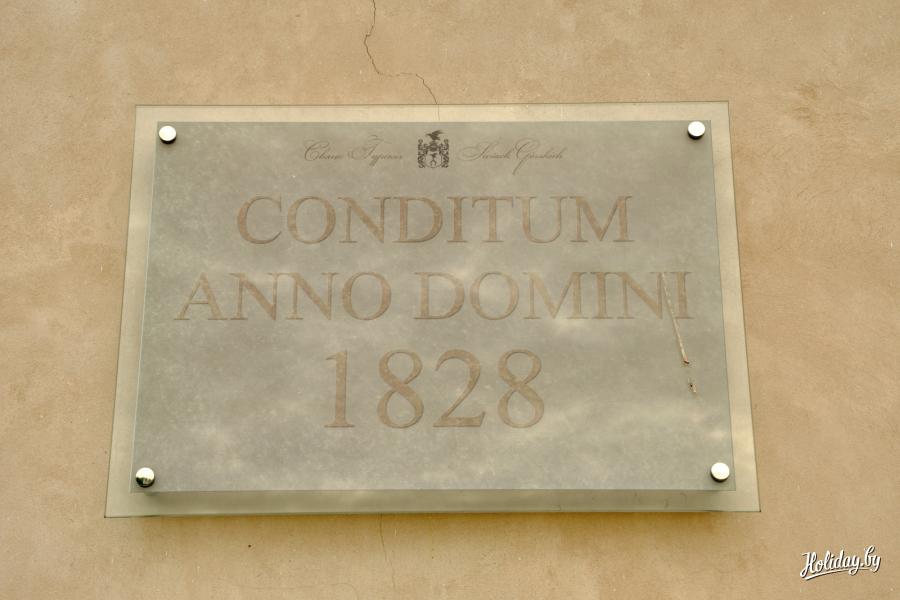 CONDITUM
ANNO DOMINI
1828
Holiday.by